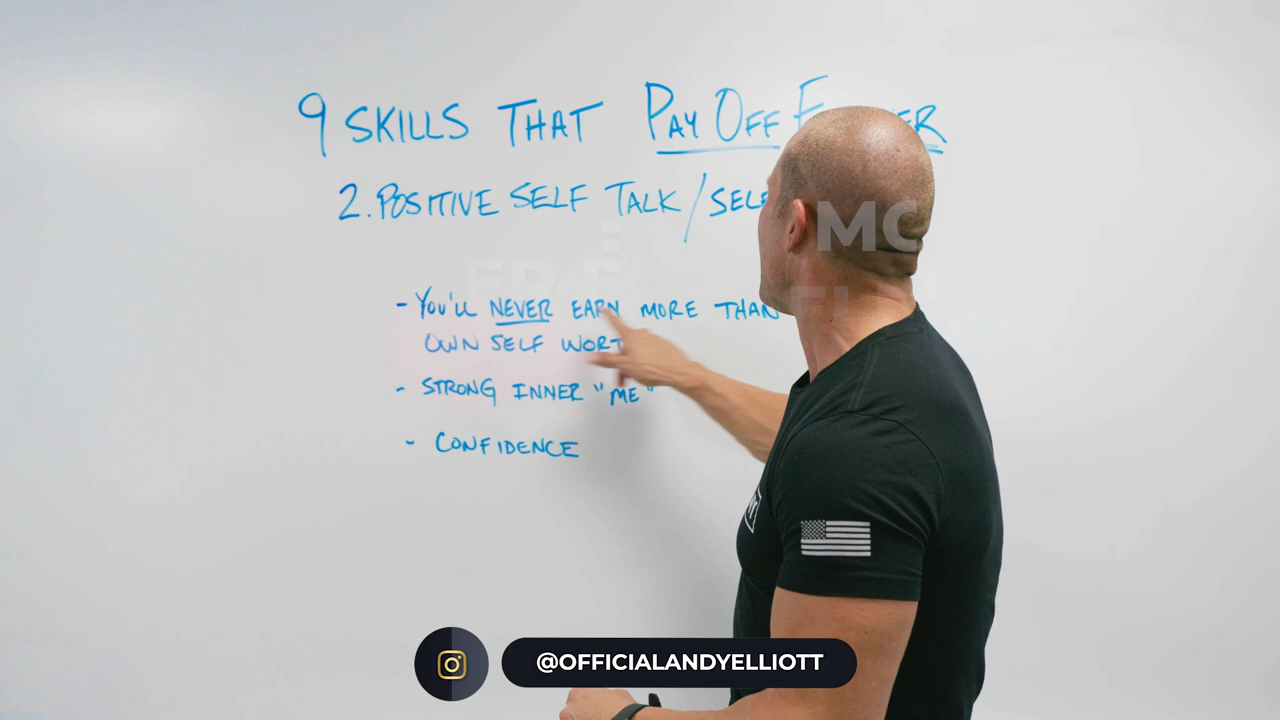 9 SKILLS THAT PAY OFF
2. POSITIVE SELF TALK / SELF
- YOU'LL NEVER EARN MORE THAN
OWN SELF
- STRONG INNER "ME"
- CONFIDENCE
@OFFICIALANDYELLIOTT